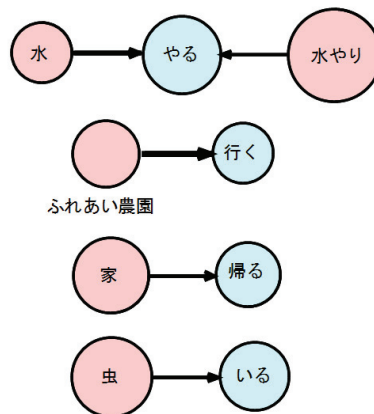 水 やる 水やり
行く
ふれあい農園
家 帰る
虫 いる